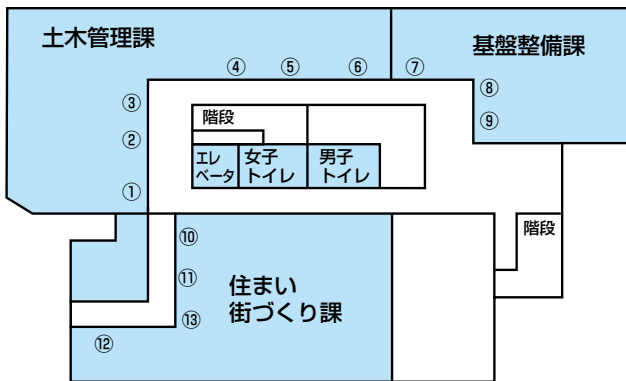 土木管理課
基盤整備課
④
⑤
⑥
⑦
⑧
③
⑨
②
階段
エレ
ベータ
女子
トイレ
男子
トイレ
①
階段
⑩
⑪
住まい
街づくり課
⑬
⑫